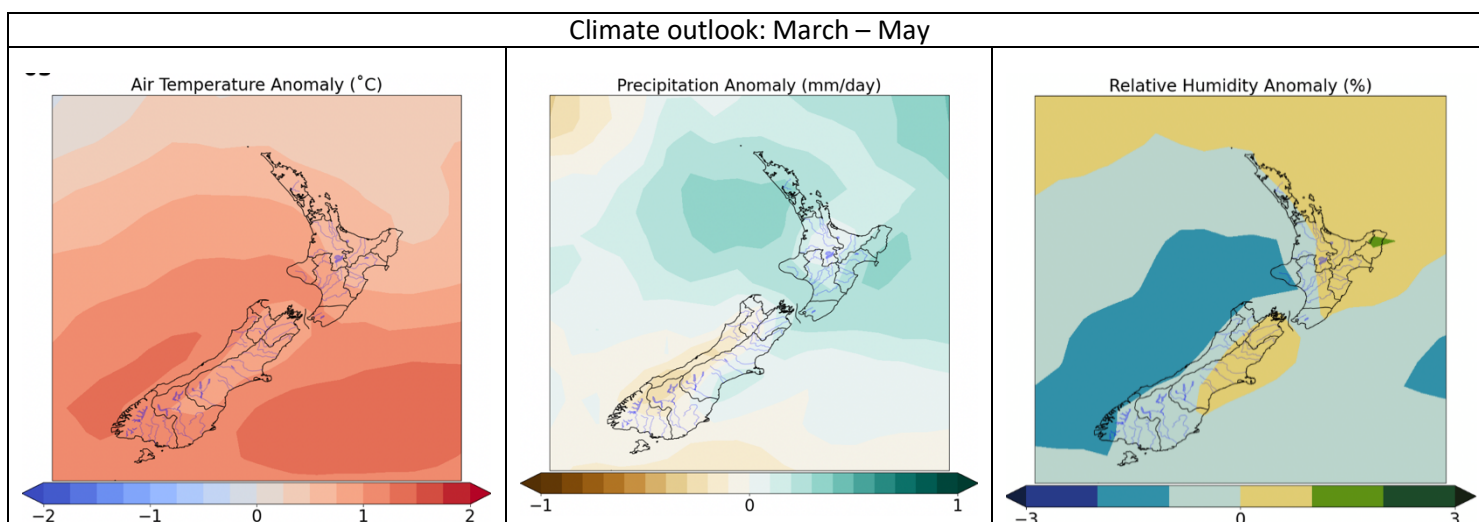 Climate outlook: March – May
Air Temperature Anomaly (˚C)
−2 −1 0 1 2
Precipitation Anomaly (mm/day)
−1 0 1
Relative Humidity Anomaly (%)
−3 0 3